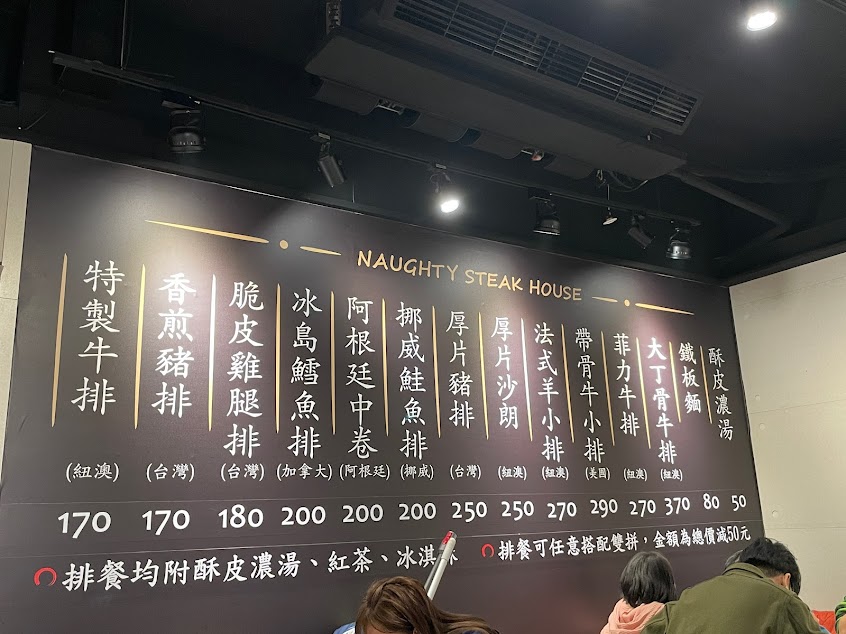 NAUGHTY STEAK HOUSE
特製牛排
(紐澳)
170
香煎豬排
(台灣)
170
脆皮雞腿排
(台灣)
180
冰島鱈魚排
(加拿大)
200
阿根廷中卷
(阿根廷)
200
挪威鮭魚排
(挪威)
200
厚片豬排
(台灣)
250
厚片沙朗
(紐澳)
250
法式羊小排
(紐澳)
270
帶骨牛小排
(美國)
290
菲力牛排
(紐澳)
270
大丁骨牛排
(紐澳)
370
鐵板麵
80
酥皮濃湯
50
排餐均附酥皮濃湯、紅茶、冰淇
排餐可任意搭配雙拼，金額為總價減50元